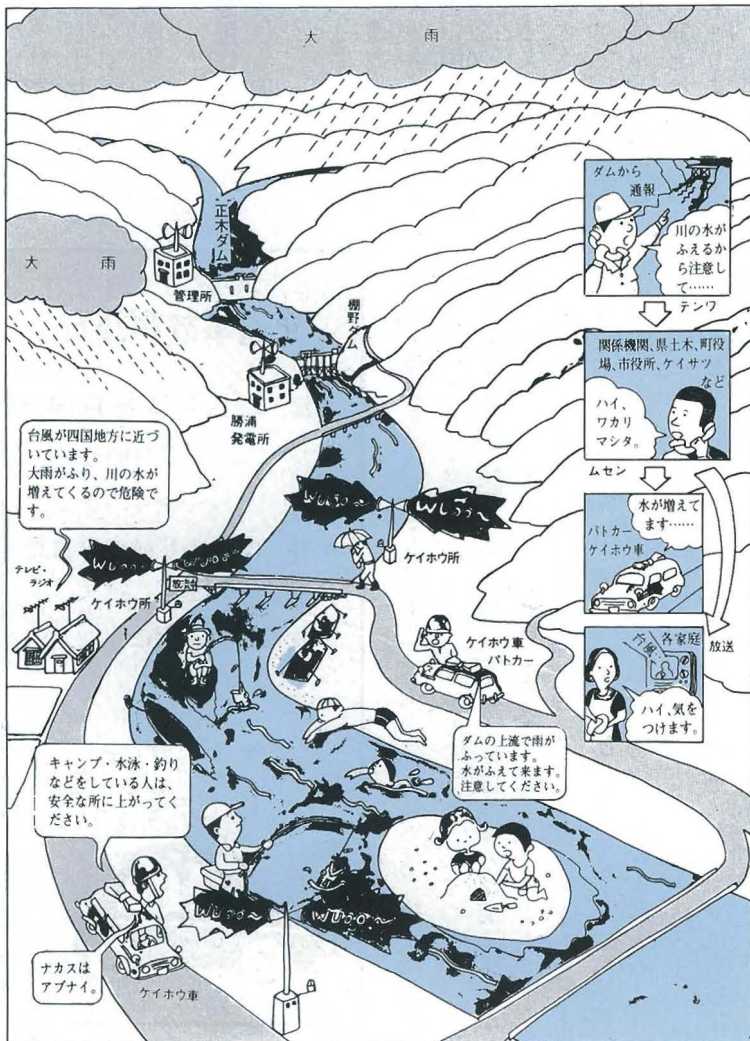 大雨
正木ダム
大雨
管理所
棚野ダム
勝浦
発電所
台風が四国地方に近づ
いています。
大雨がふり、川の水が
増えてくるので危険で
す。
テレビ・
ラジオ
Wuoo〜
ケイホウ所
ケイホウ所
ケイホウ車
パトカー
ダムの上流で雨が
ふっています。
水がふえて来ます。
注意してください。
キャンプ・水泳・釣り
などをしている人は、
安全な所に上がってく
ださい。
ナカスは
アブナイ。
ケイホウ車
ダムから
通報
川の水が
ふえるか
ら注意し
て……
デンワ
関係機関、県土木、町役
場、市役所、ケイサツ
など
ハイ、
ワカリ
マシタ。
ムセン
水が増えて
ます……
パトカー
ケイホウ車
放送
台風
各家庭
ハイ、気を
つけます。